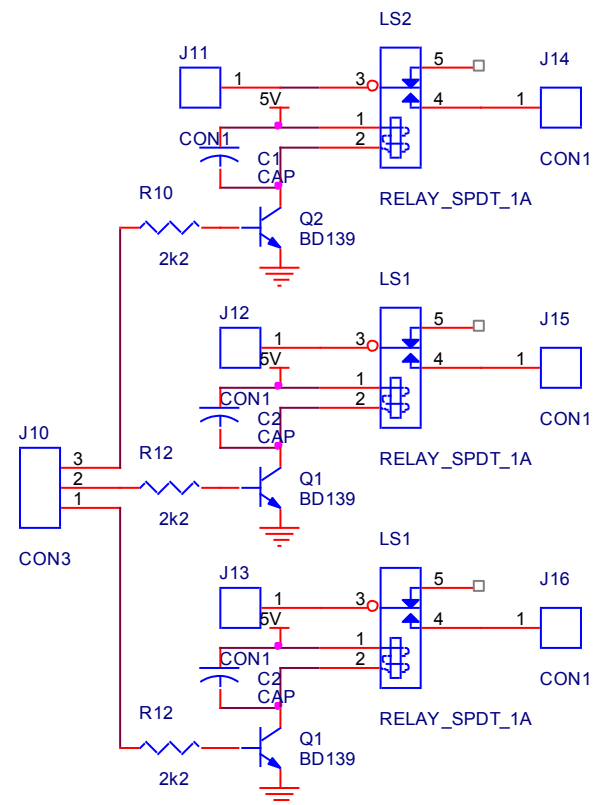 LS2
J11
5
J14
1
3
5V
4
1
CON1
1
C1
2
CAP
CON1
R10
RELAY_SPDT_1A
Q2
BD139
2k2
LS1
J12
5
J15
1
3
5V
4
1
1
CON1
2
C2
CAP
CON1
J10
R12
RELAY_SPDT_1A
3
2
Q1
1
BD139
2k2
CON3
LS1
J13
5
J16
1
3
5V
4
1
1
CON1
2
C2
CAP
CON1
R12
RELAY_SPDT_1A
Q1
BD139
2k2